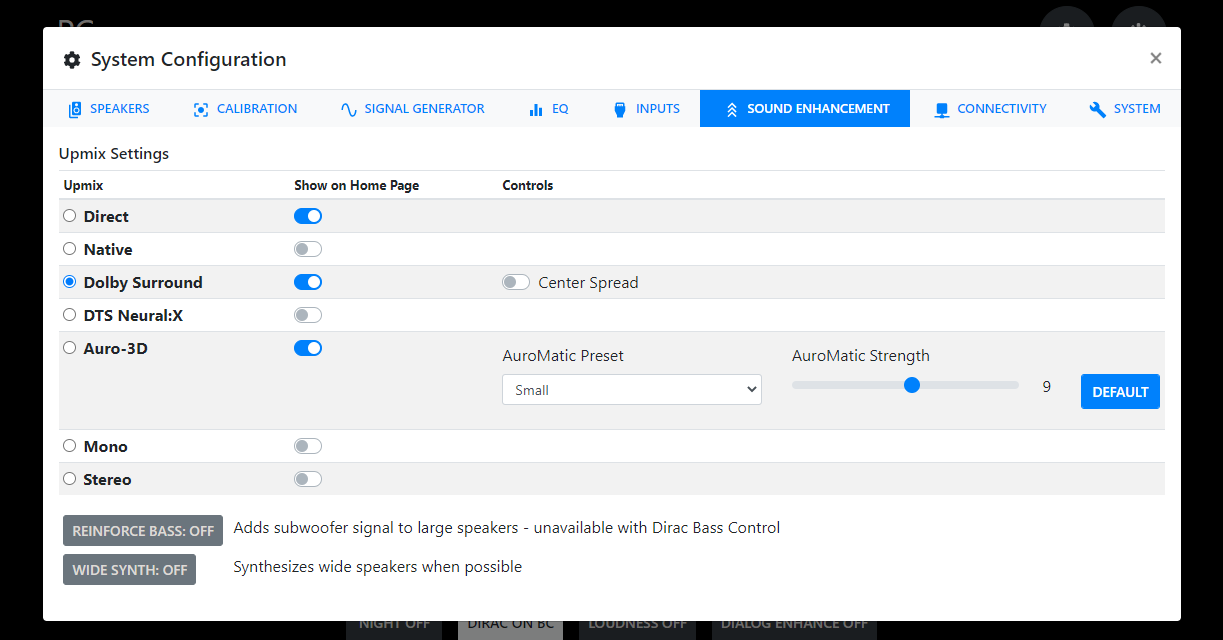 System Configuration
×
SPEAKERS CALIBRATION SIGNAL GENERATOR EQ INPUTS SOUND ENHANCEMENT CONNECTIVITY SYSTEM
Upmix Settings
Upmix Show on Home Page Controls
Direct
Native
Dolby Surround Center Spread
DTS Neural:X
Auro-3D
AuroMatic Preset AuroMatic Strength
Small 9 DEFAULT
Mono
Stereo
REINFORCE BASS: OFF Adds subwoofer signal to large speakers - unavailable with Dirac Bass Control
WIDE SYNTH: OFF Synthesizes wide speakers when possible
NIGHT OFF DIRAC ON BC LOUDNESS OFF DIALOG ENHANCE OFF